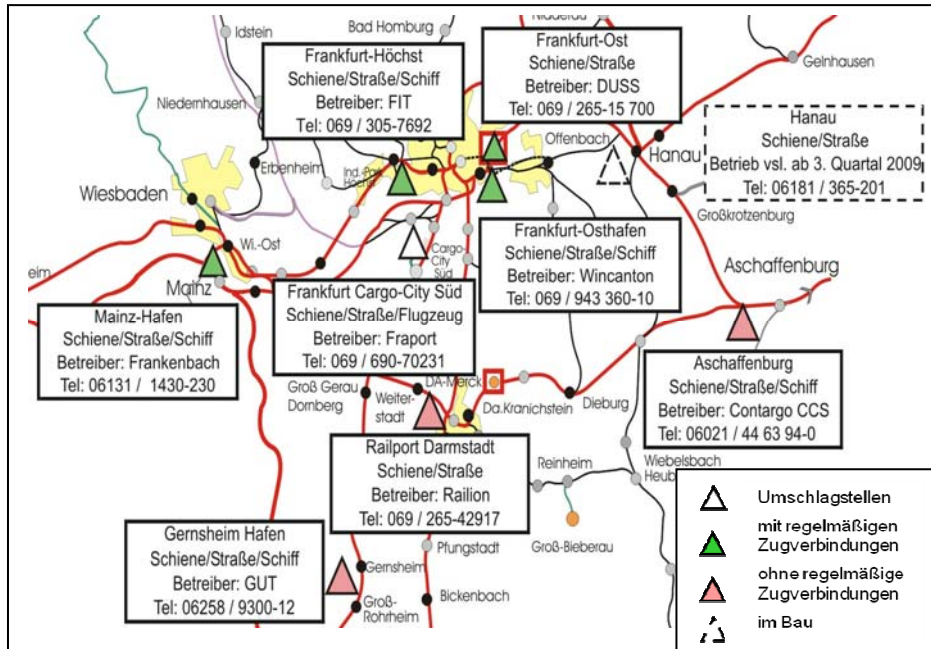 Idstein
Bad Homburg
Niederau
Gelnhausen
Frankfurt-Höchst
Schiene/Straße/Schiff
Betreiber: FIT
Tel: 069 / 305-7692
Frankfurt-Ost
Schiene/Straße
Betreiber: DUSS
Tel: 069 / 265-15 700
Niedernhausen
Hanau
Schiene/Straße
Betrieb vsl. ab 3. Quartal 2009
Tel: 06181 / 365-201
Erbenheim
Wiesbaden
Ind.-Park
Höchst
Offenbach
Hanau
Großkrotzenburg
Wi.-Ost
Cargo-
City
Süd
Frankfurt-Osthafen
Schiene/Straße/Schiff
Betreiber: Wincanton
Tel: 069 / 943 360-10
Aschaffenburg
heim
Mainz
Mainz-Hafen
Schiene/Straße/Schiff
Betreiber: Frankenbach
Tel: 06131 / 1430-230
Frankfurt Cargo-City Süd
Schiene/Straße/Flugzeug
Betreiber: Fraport
Tel: 069 / 690-70231
Aschaffenburg
Schiene/Straße/Schiff
Betreiber: Contargo CCS
Tel: 06021 / 44 63 94-0
Groß Gerau
Dornberg
Weiter-
stadt
DA-Merck
Da.Kranichstein
Dieburg
Railport Darmstadt
Schiene/Straße
Betreiber: Railion
Tel: 069 / 265-42917
Reinheim
Wiebelsbach
Heub
Groß-Bieberau
Gernsheim Hafen
Schiene/Straße/Schiff
Betreiber: GUT
Tel: 06258 / 9300-12
Pfungstadt
Gernsheim
Groß-
Rohrheim
Bickenbach
Umschlagstellen
mit regelmäßigen
Zugverbindungen
ohne regelmäßige
Zugverbindungen
im Bau